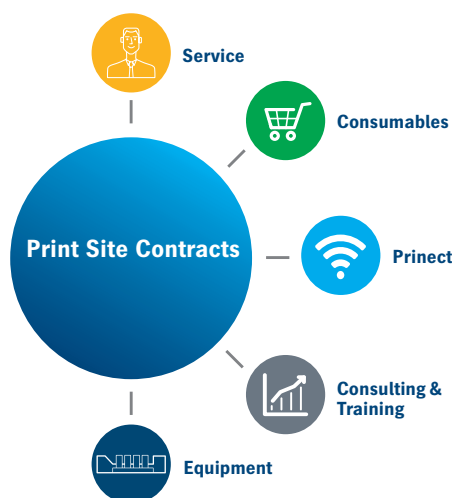 Service
Consumables
Print Site Contracts
Prinect
Consulting &
Training
Equipment